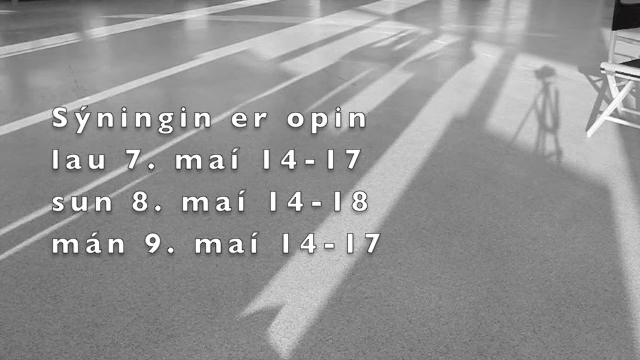 Sýningin er opin
lau 7. maí 14-17
sun 8. maí 14-18
mán 9. maí 14-17